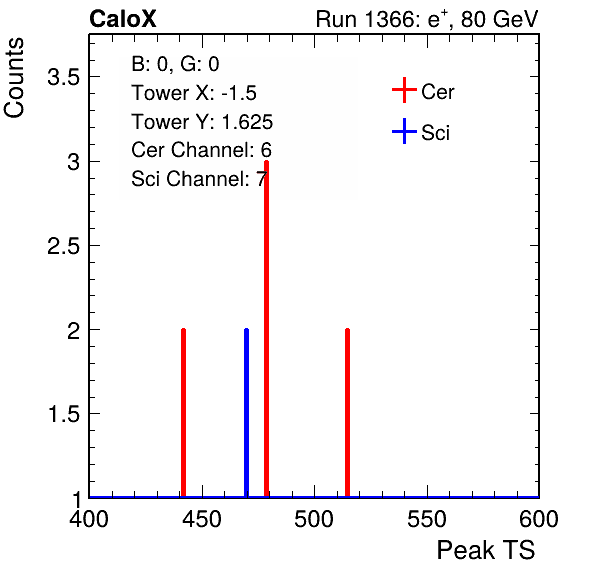 CaloX Run 1366: e+, 80 GeV
Counts
B: 0, G: 0
Tower X: -1.5
Tower Y: 1.625
Cer Channel: 6
Sci Channel: 7
Cer
Sci
3.5
3
2.5
2
1.5
1
400 450 500 550 600
Peak TS